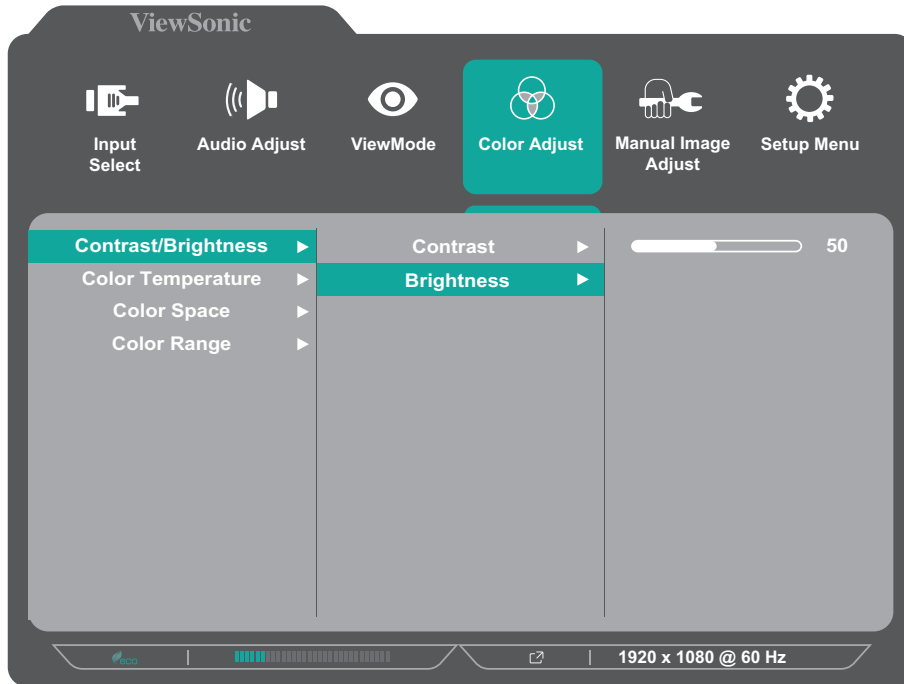 ViewSonic
Input Select
Audio Adjust
ViewMode
Color Adjust
Manual Image Adjust
Setup Menu
Contrast/Brightness
Color Temperature
Color Space
Color Range
Contrast
Brightness
50
eco
1920 x 1080 @ 60 Hz